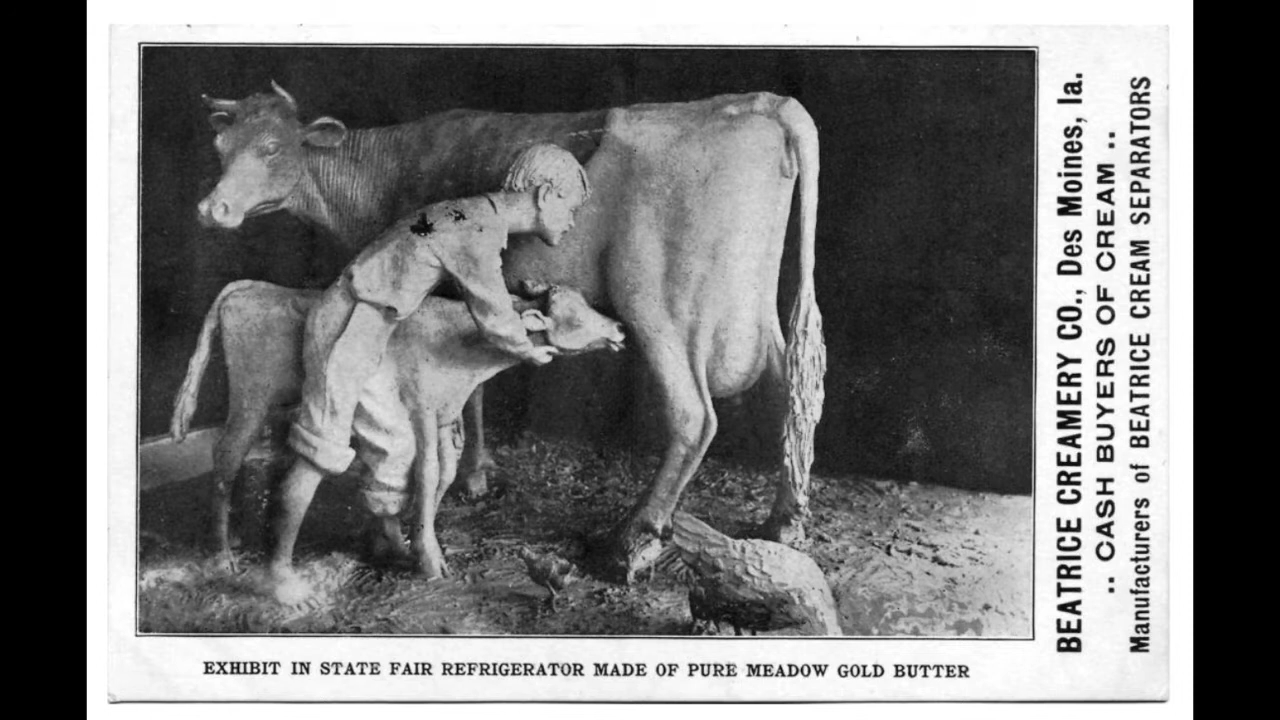 EXHIBIT IN STATE FAIR REFRIGERATOR MADE OF PURE MEADOW GOLD BUTTER
BEATRICE CREAMERY CO., Des Moines, Ia.
.. CASH BUYERS OF CREAM ..
Manufacturers of BEATRICE CREAM SEPARATORS